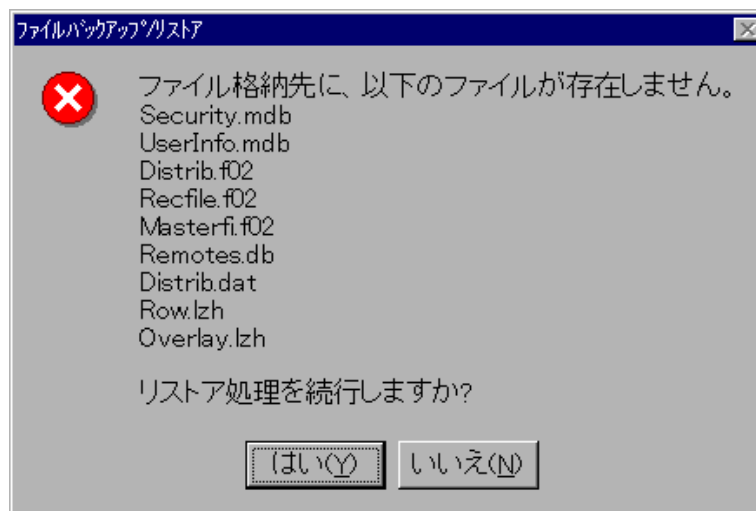 ファイルバックアップ/リストア
ファイル格納先に、以下のファイルが存在しません。
Security.mdb
UserInfo.mdb
Distrib.f02
Recfile.f02
Masterfi.f02
Remotes.db
Distrib.dat
Row.lzh
Overlay.lzh
リストア処理を続行しますか?
はい(Y) いいえ(N)